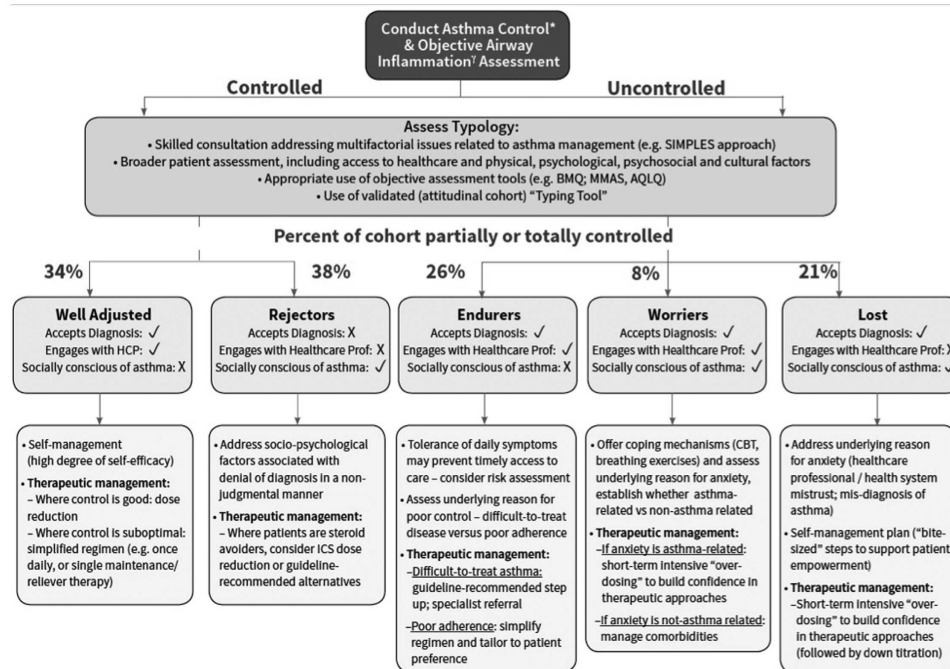 Conduct Asthma Control*
& Objective Airway
Inflammationᵞ Assessment
Controlled
Uncontrolled
Assess Typology:
• Skilled consultation addressing multifactorial issues related to asthma management (e.g. SIMPLES approach)
• Broader patient assessment, including access to healthcare and physical, psychological, psychosocial and cultural factors
• Appropriate use of objective assessment tools (e.g. BMQ; MMAS, AQLQ)
• Use of validated (attitudinal cohort) “Typing Tool”
Percent of cohort partially or totally controlled
34%
38%
26%
8%
21%
Well Adjusted
Accepts Diagnosis: ✓
Engages with HCP: ✓
Socially conscious of asthma: X
Rejectors
Accepts Diagnosis: X
Engages with Healthcare Prof: X
Socially conscious of asthma: ✓
Endurers
Accepts Diagnosis: ✓
Engages with Healthcare Prof: ✓
Socially conscious of asthma: X
Worriers
Accepts Diagnosis: ✓
Engages with Healthcare Prof: ✓
Socially conscious of asthma: ✓
Lost
Accepts Diagnosis: ✓
Engages with Healthcare Prof: X
Socially conscious of asthma: ✓
• Self-management
(high degree of self-efficacy)
• Therapeutic management:
– Where control is good: dose
reduction
– Where control is suboptimal:
simplified regimen (e.g. once
daily, or single maintenance/
reliever therapy)
• Address socio-psychological
factors associated with
denial of diagnosis in a non-
judgmental manner
• Therapeutic management:
– Where patients are steroid
avoiders, consider ICS dose
reduction or guideline-
recommended alternatives
• Tolerance of daily symptoms
may prevent timely access to
care – consider risk assessment
• Assess underlying reason for
poor control – difficult-to-treat
disease versus poor adherence
• Therapeutic management:
–Difficult-to-treat asthma:
guideline-recommended step
up; specialist referral
–Poor adherence: simplify
regimen and tailor to patient
preference
• Offer coping mechanisms (CBT,
breathing exercises) and assess
underlying reason for anxiety,
establish whether asthma-
related vs non-asthma related
• Therapeutic management:
–If anxiety is asthma-related:
short-term intensive “over-
dosing” to build confidence in
therapeutic approaches
–If anxiety is not-asthma related:
manage comorbidities
• Address underlying reason
for anxiety (healthcare
professional / health system
mistrust; mis-diagnosis of
asthma)
• Self-management plan (“bite-
sized” steps to support patient
empowerment)
• Therapeutic management:
–Short-term intensive “over-
dosing” to build confidence
in therapeutic approaches
(followed by down titration)